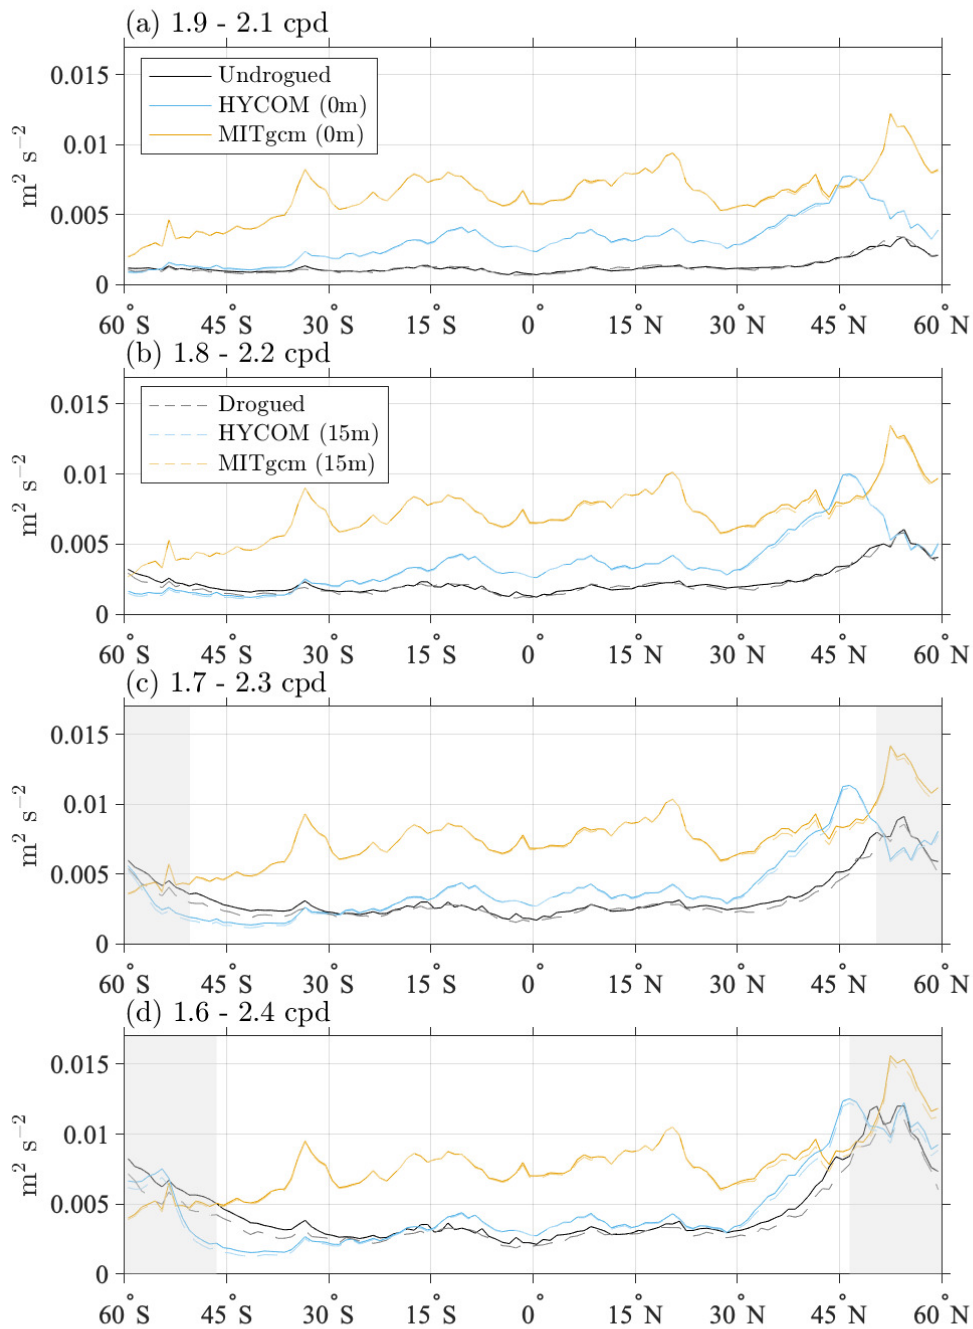 (a) 1.9 - 2.1 cpd
0.015
0.01
0.005
0
m² s⁻²
Undrogued
HYCOM (0m)
MITgcm (0m)
60° S 45° S 30° S 15° S 0° 15° N 30° N 45° N 60° N
(b) 1.8 - 2.2 cpd
0.015
0.01
0.005
0
m² s⁻²
Drogued
HYCOM (15m)
MITgcm (15m)
60° S 45° S 30° S 15° S 0° 15° N 30° N 45° N 60° N
(c) 1.7 - 2.3 cpd
0.015
0.01
0.005
0
m² s⁻²
60° S 45° S 30° S 15° S 0° 15° N 30° N 45° N 60° N
(d) 1.6 - 2.4 cpd
0.015
0.01
0.005
0
m² s⁻²
60° S 45° S 30° S 15° S 0° 15° N 30° N 45° N 60° N